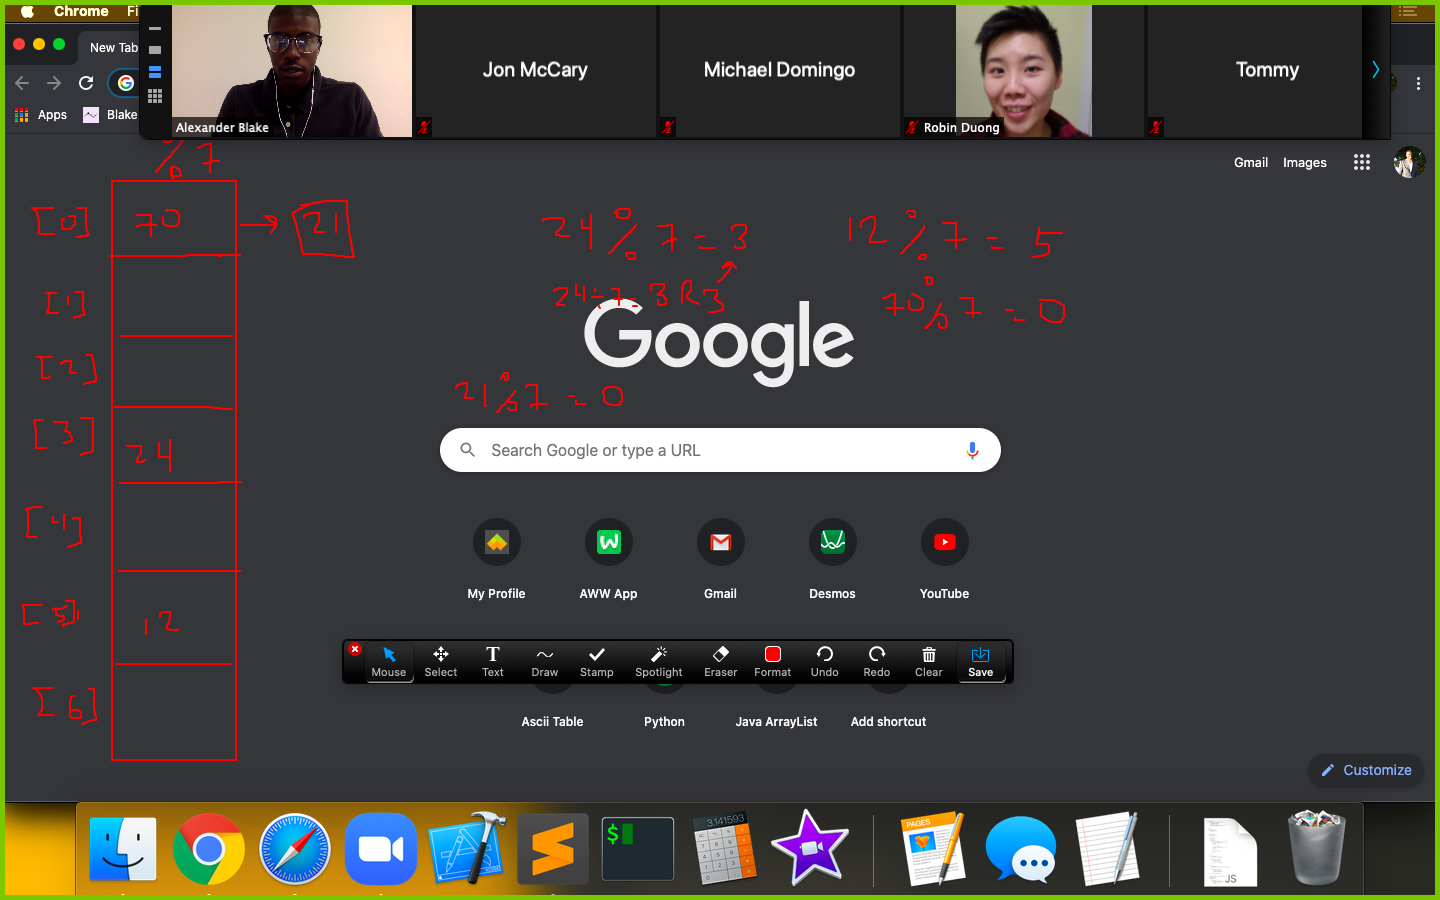 Chrome Fi
New Tab
Apps Blake
Alexander Blake
Jon McCary
Michael Domingo
Robin Duong
Tommy
Gmail Images
% 7
[0] 70 → 21
[1]
[2]
[3] 24
[4]
[5] 12
[6]
24 % 7 = 3
24 ÷ 7 = 3 R 3
12 % 7 = 5
70 % 7 = 0
21 % 7 = 0
Google
Search Google or type a URL
My Profile AWW App Gmail Desmos YouTube
Mouse Select Text Draw Stamp Spotlight Eraser Format Undo Redo Clear Save
Ascii Table Python Java ArrayList Add shortcut
Customize
3.141593
$
PAGES
JS